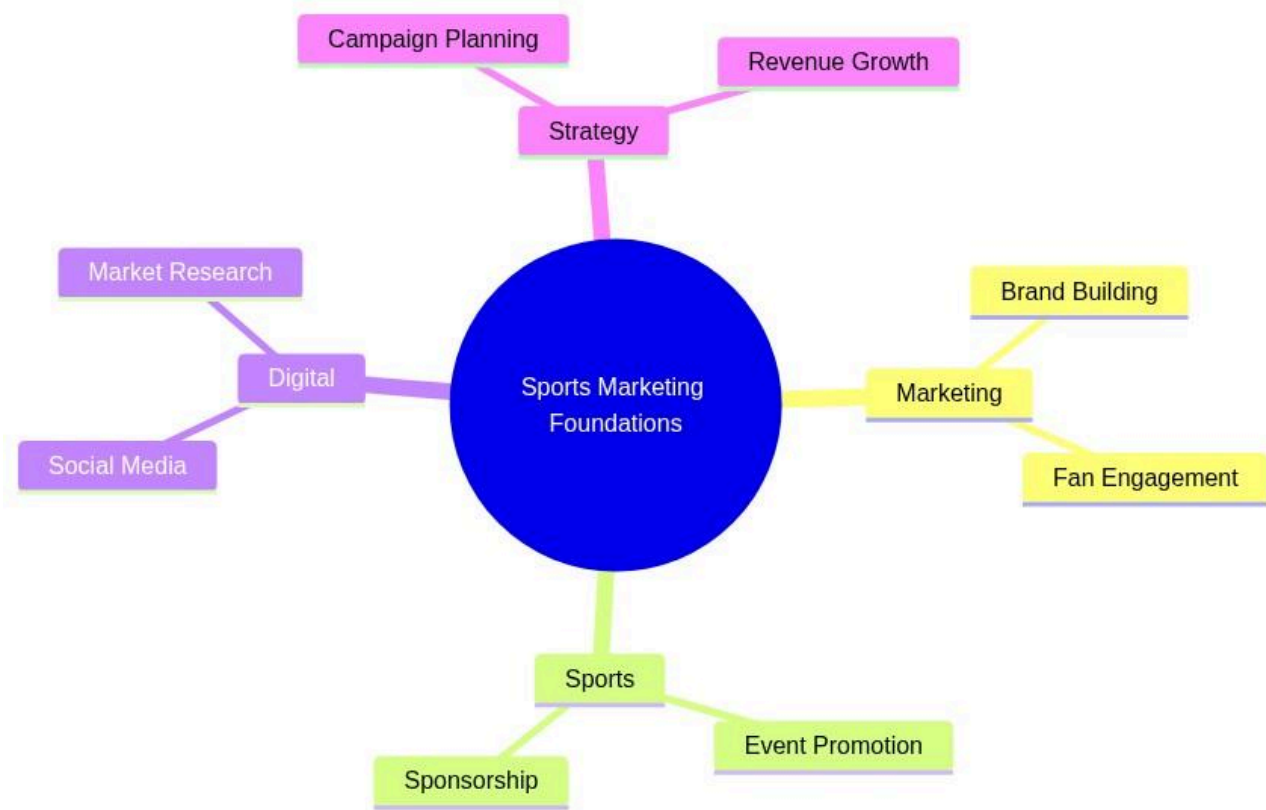 Campaign Planning
Revenue Growth
Strategy
Market Research
Brand Building
Digital
Sports Marketing
Foundations
Marketing
Social Media
Fan Engagement
Sports
Event Promotion
Sponsorship